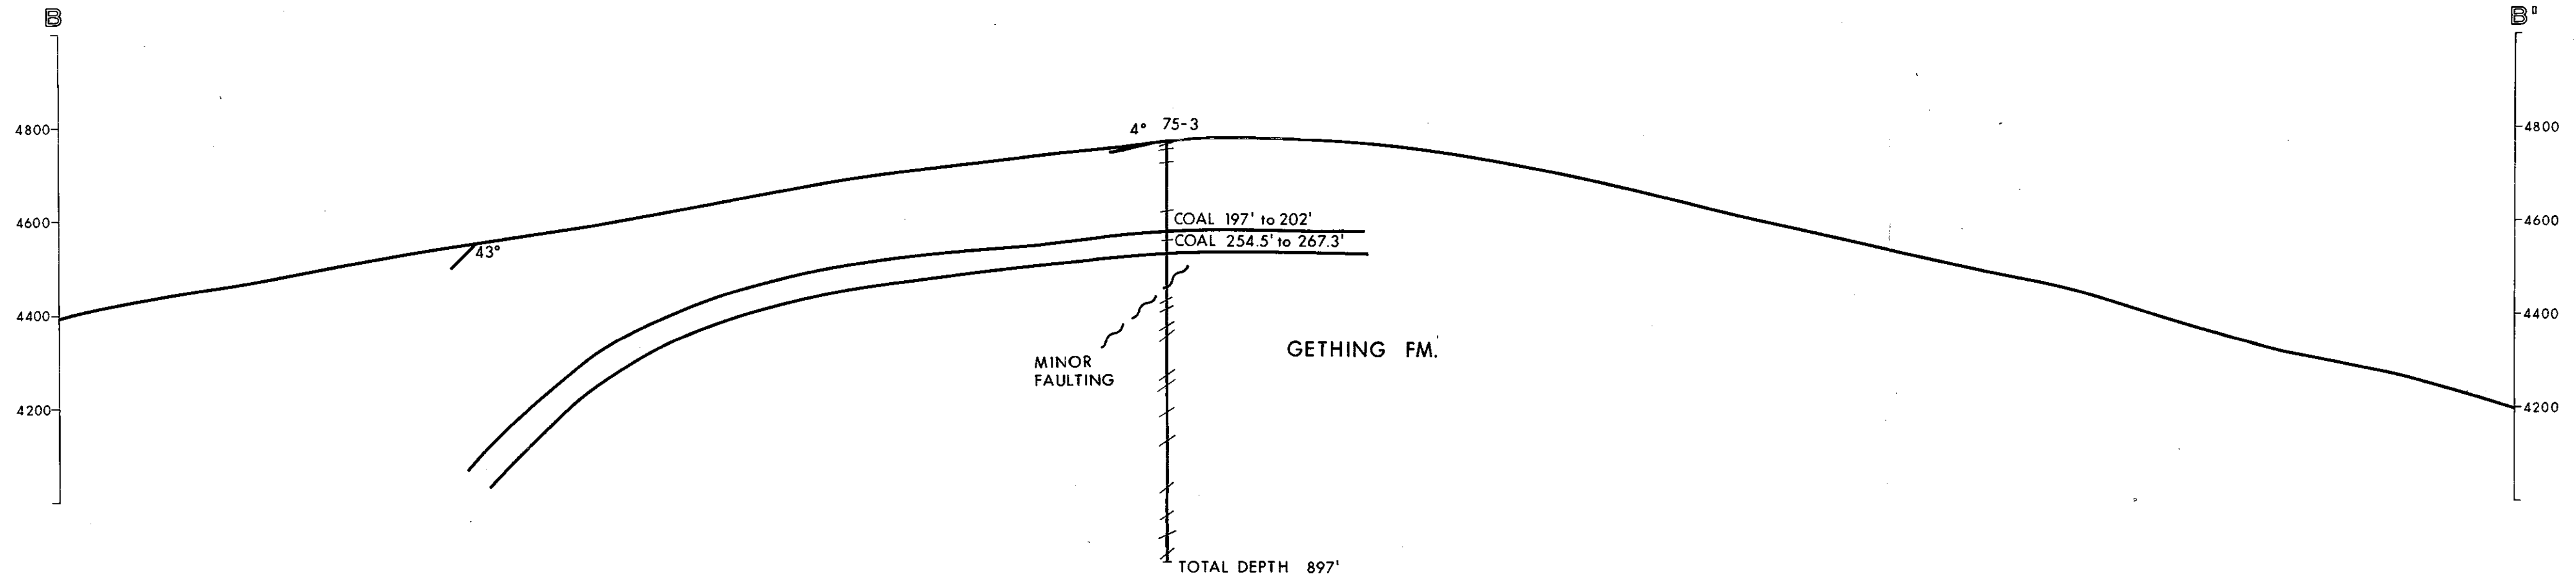 B
B'
4800
4° 75-3
4800
4600
COAL 197' to 202'
4600
COAL 254.5' to 267.3'
43°
4400
4400
GETHING FM.
MINOR
FAULTING
4200
4200
TOTAL DEPTH 897'